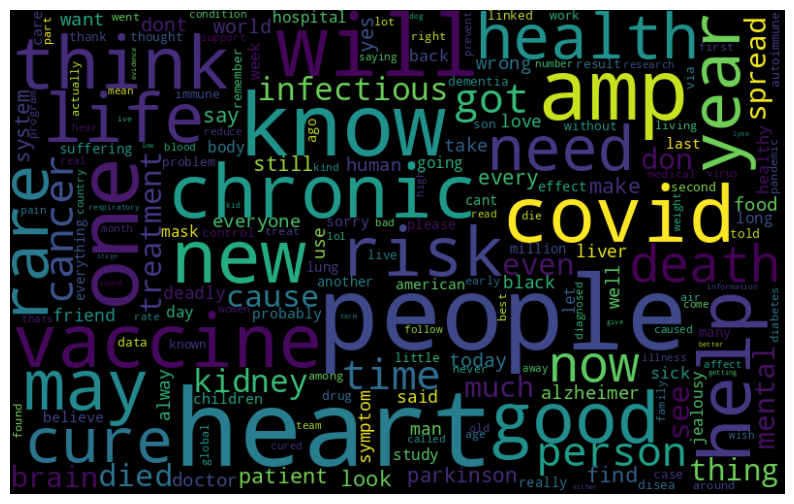 care
part
went
condition
dog
want
dont
hospital
linked
work
thank
thought
support
world
yes
lot
right
health
wrong
result
first
number
research
autoimmune
think
will
actually
evidence
mean
ive
program
system
immune
hear
low
week
remember
back
saying
prevent
dementia
amp
via
year
spread
infectious
got
say
ago
love
son
without
living
lyme
medical
virus
healthy
pandemic
life
suffering
reduce
blood
body
know
take
need
don
last
real
problem
kind
still
human
going
every
effect
make
second
food
long
rare
pain
country
respiratory
kid
high
chronic
cant
read
covid
die
weight
told
cancer
everything
one
treatment
month
stage
sound
everyone
mask
sorry
bad
control
treat
lol
please
use
million
liver
new
risk
even
death
thats
friend
rate
women
deadly
day
cause
lung
another
live
american
early
black
let
diagnosed
well
air
come
information
probably
best
give
caused
many
diabetes
data
known
term
follow
people
vaccine
among
little
never
today
away
affect
illness
better
getting
may
kidney
time
now
help
alway
children
drug
symptom
said
much
sick
alzheimer
family
see
mental
jealousy
wish
believe
global
team
cured
heart
man
called
old
age
good
person
thing
found
cure
brain
died
doctor
patient
look
study
parkinson
really
find
disea
case
around
either